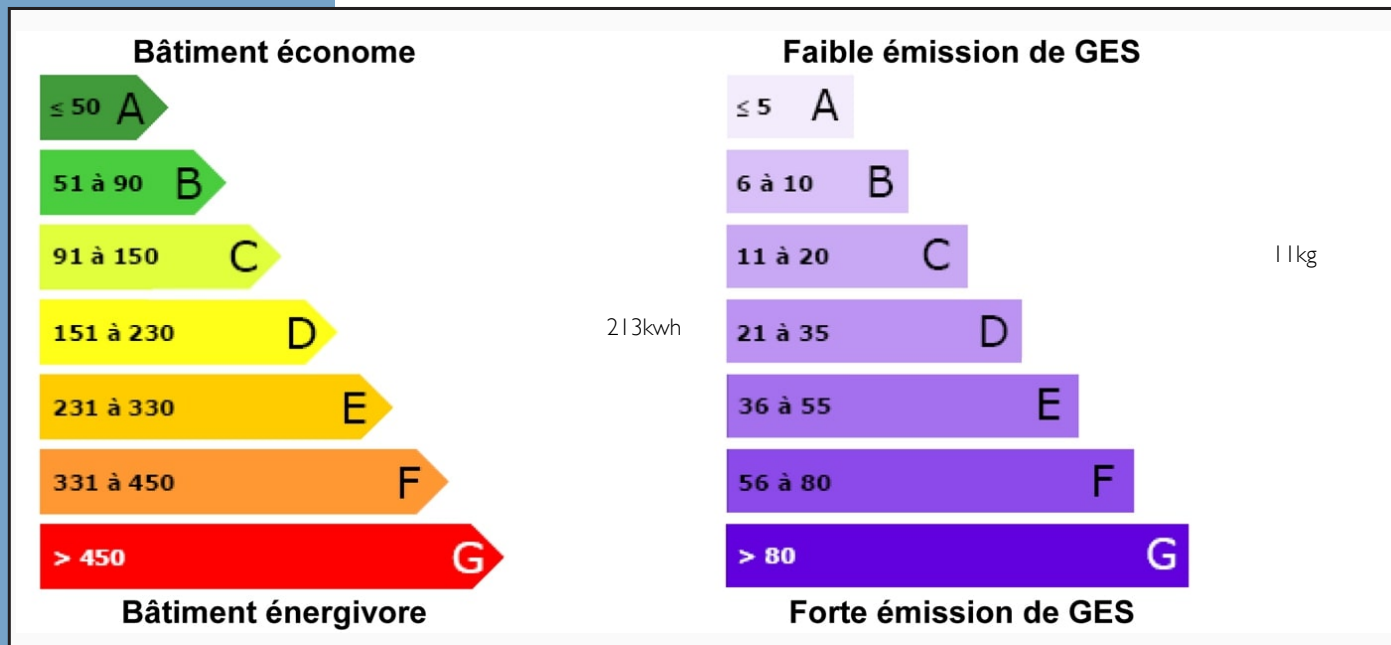 Bâtiment économe
≤ 50 A
51 à 90 B
91 à 150 C
151 à 230 D
213kwh
231 à 330 E
331 à 450 F
> 450 G
Bâtiment énergivore
Faible émission de GES
≤ 5 A
6 à 10 B
11 à 20 C
11kg
21 à 35 D
36 à 55 E
56 à 80 F
> 80 G
Forte émission de GES